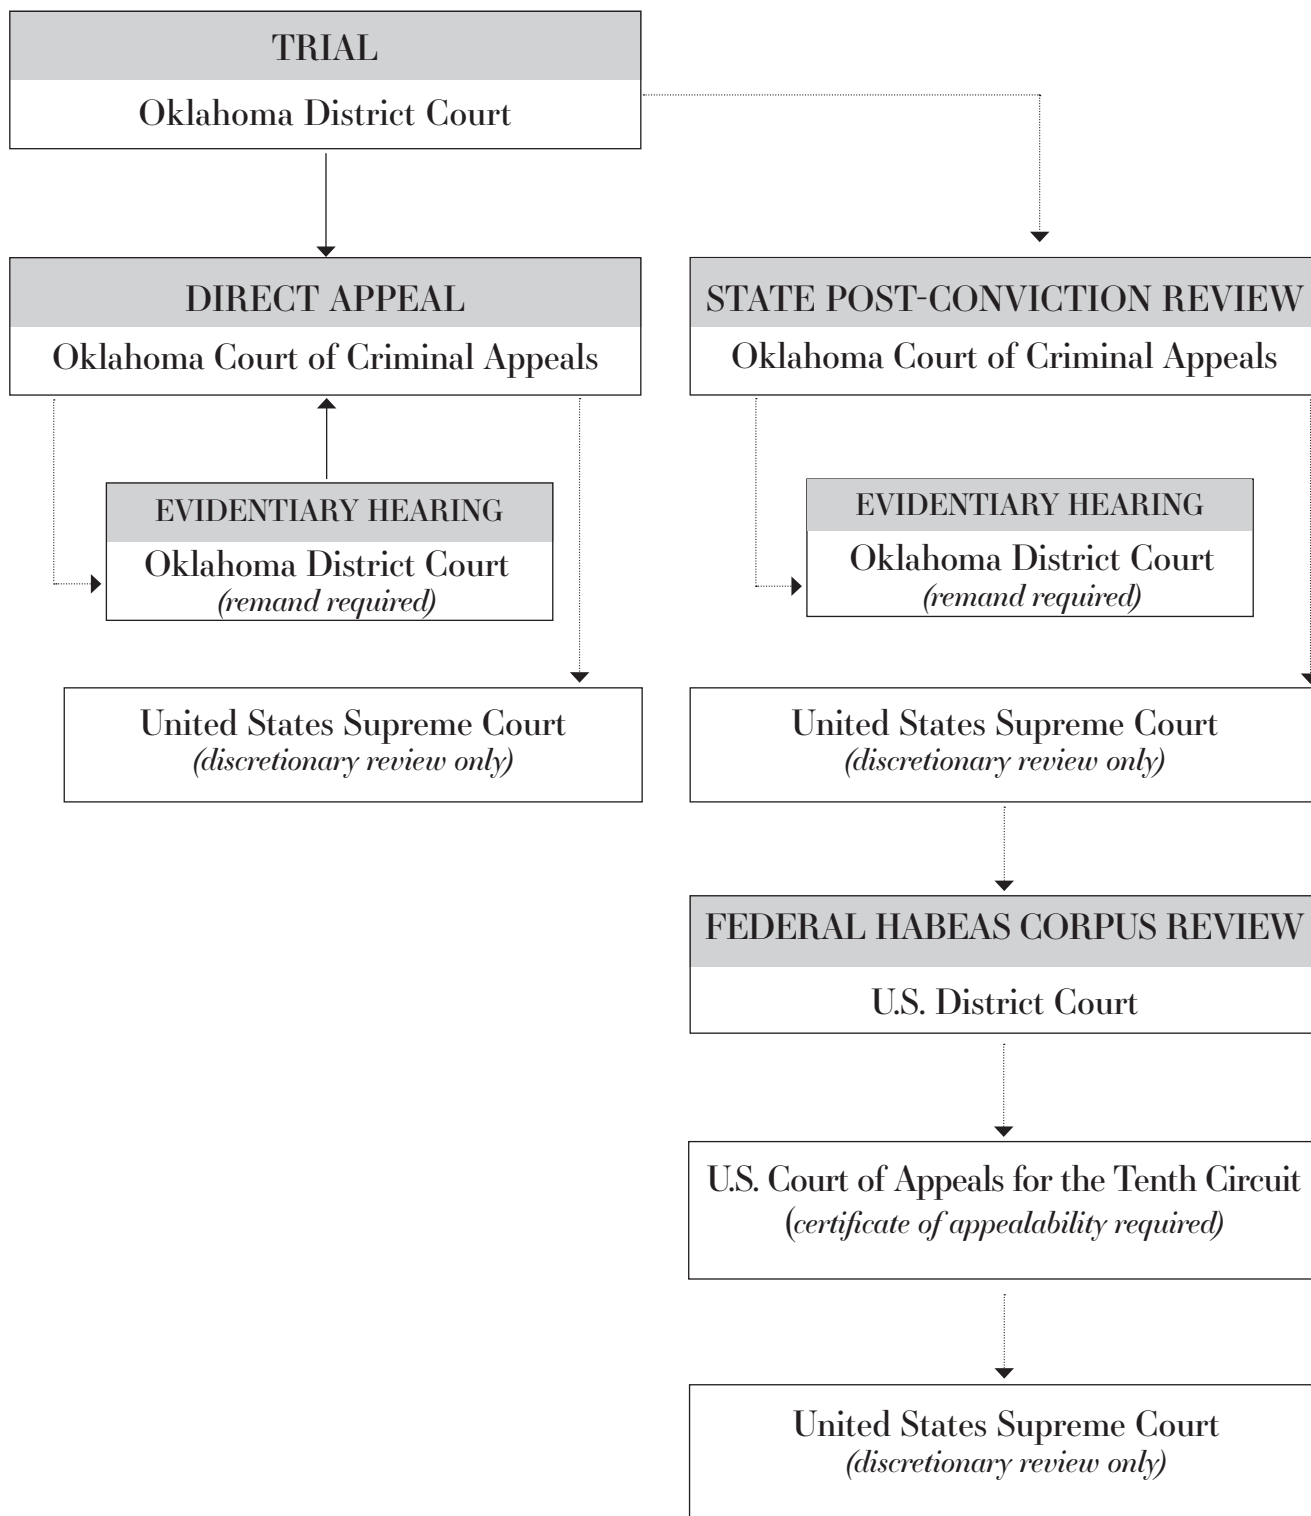 TRIAL
Oklahoma District Court
DIRECT APPEAL
Oklahoma Court of Criminal Appeals
EVIDENTIARY HEARING
Oklahoma District Court
(remand required)
United States Supreme Court
(discretionary review only)
STATE POST-CONVICTION REVIEW
Oklahoma Court of Criminal Appeals
EVIDENTIARY HEARING
Oklahoma District Court
(remand required)
United States Supreme Court
(discretionary review only)
FEDERAL HABEAS CORPUS REVIEW
U.S. District Court
U.S. Court of Appeals for the Tenth Circuit
(certificate of appealability required)
United States Supreme Court
(discretionary review only)